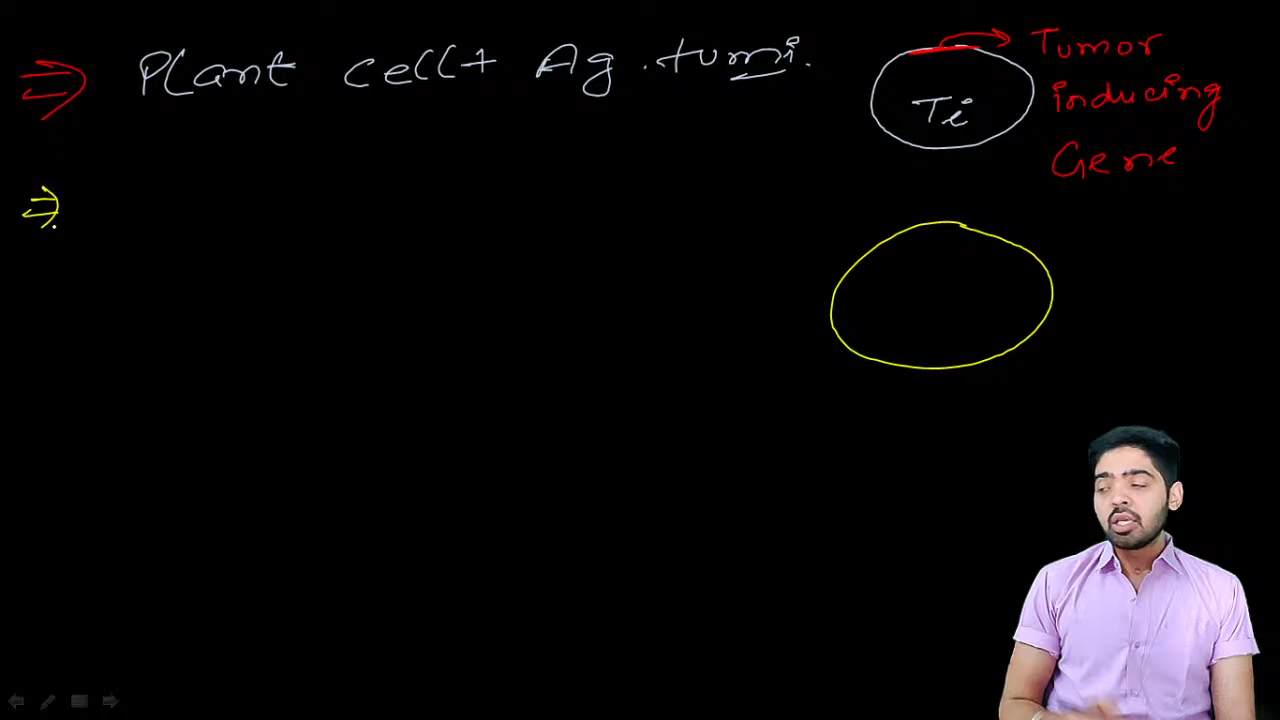 Plant cell + Ag. tumi.
Ti
Tumor
inducing
Gene